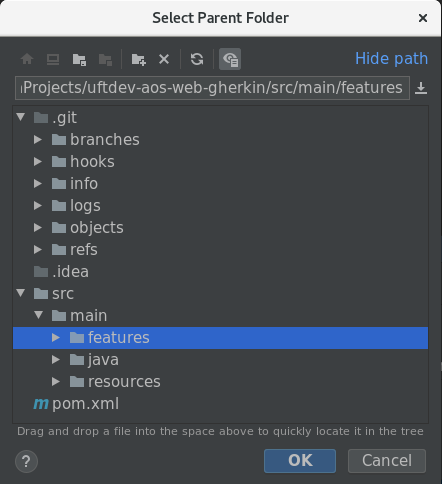 Select Parent Folder
Hide path
Projects/uftdev-aos-web-gherkin/src/main/features
.git
branches
hooks
info
logs
objects
refs
.idea
src
main
features
java
resources
m pom.xml
Drag and drop a file into the space above to quickly locate it in the tree
?
OK
Cancel